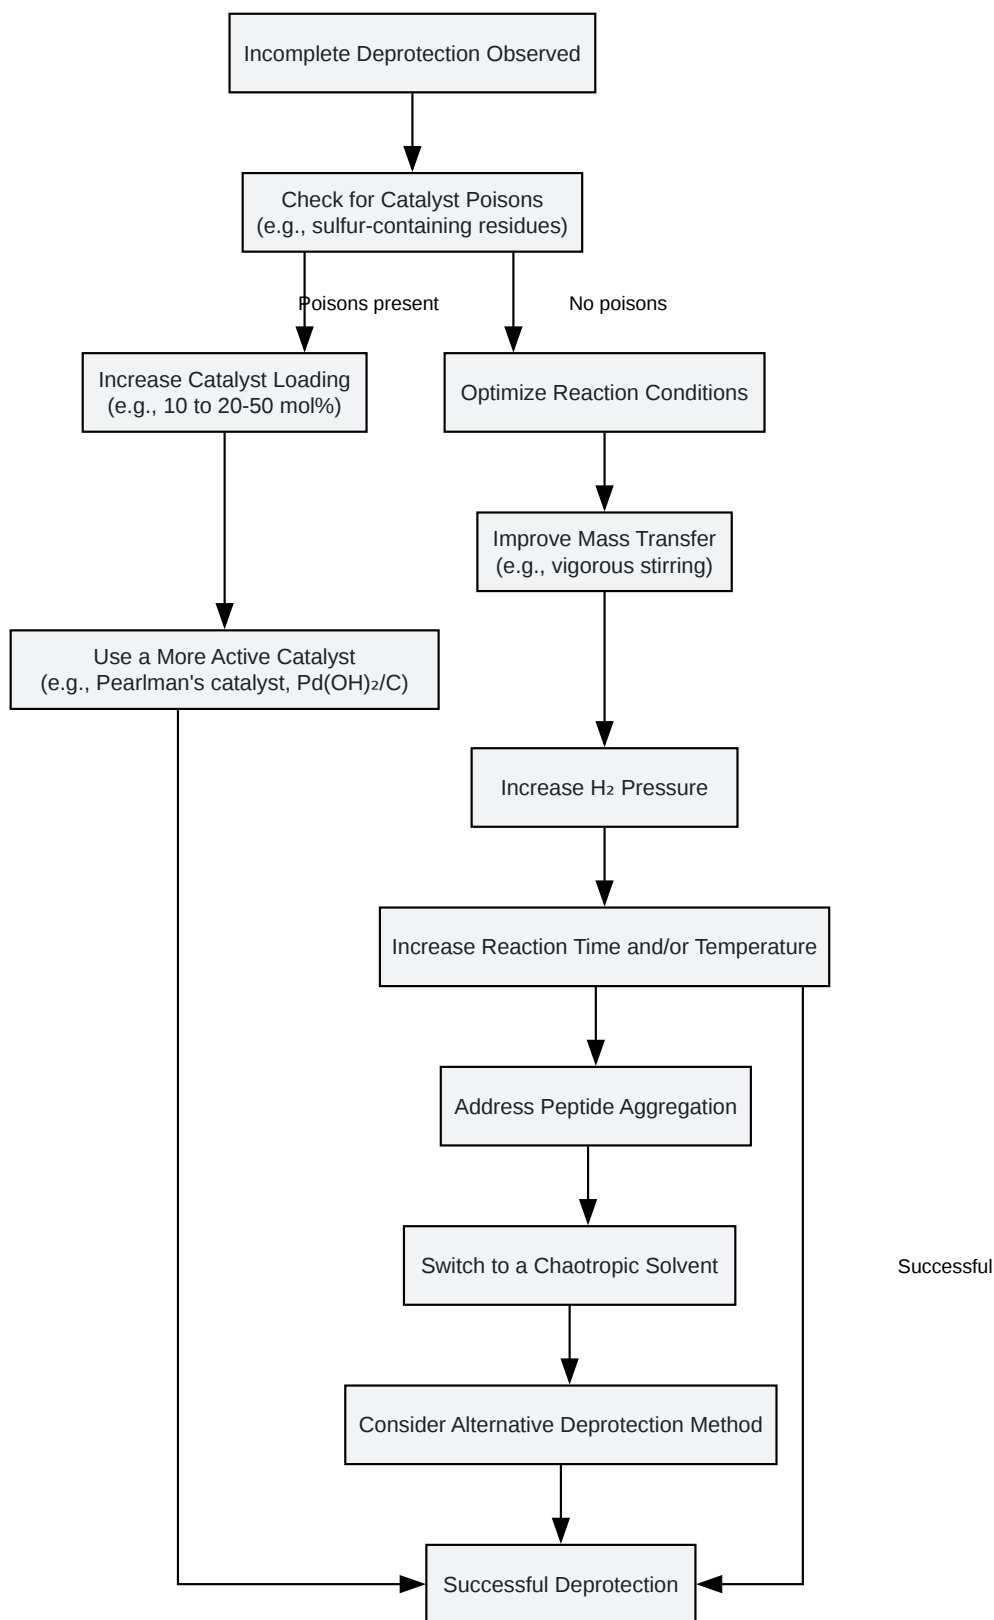 Incomplete Deprotection Observed
Check for Catalyst Poisons
(e.g., sulfur-containing residues)
Poisons present
No poisons
Increase Catalyst Loading
(e.g., 10 to 20-50 mol%)
Optimize Reaction Conditions
Improve Mass Transfer
(e.g., vigorous stirring)
Use a More Active Catalyst
(e.g., Pearlman's catalyst, Pd(OH)₂/C)
Increase H₂ Pressure
Increase Reaction Time and/or Temperature
Address Peptide Aggregation
Switch to a Chaotropic Solvent
Successful
Consider Alternative Deprotection Method
Successful Deprotection